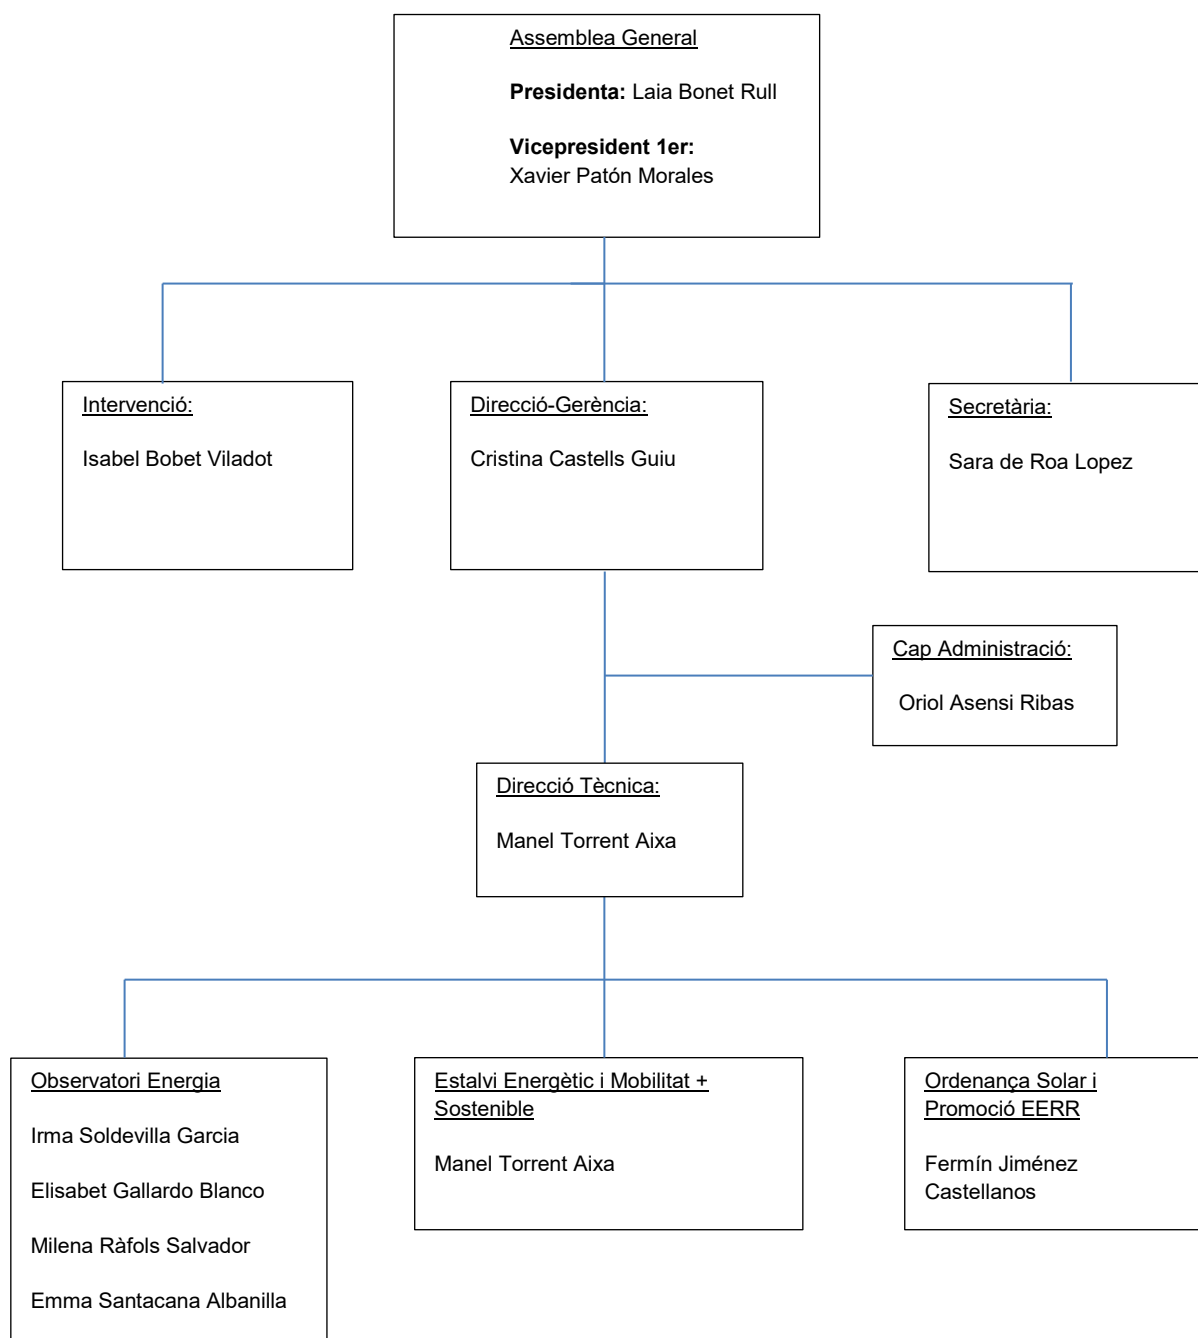 Assemblea General
Presidenta: Laia Bonet Rull
Vicepresident 1er:
Xavier Patón Morales
Intervenció:
Isabel Bobet Viladot
Direcció-Gerència:
Cristina Castells Guiu
Secretària:
Sara de Roa Lopez
Cap Administració:
Oriol Asensi Ribas
Direcció Tècnica:
Manel Torrent Aixa
Observatori Energia
Irma Soldevilla Garcia
Elisabet Gallardo Blanco
Milena Ràfols Salvador
Emma Santacana Albanilla
Estalvi Energètic i Mobilitat +
Sostenible
Manel Torrent Aixa
Ordenança Solar i
Promoció EERR
Fermín Jiménez
Castellanos